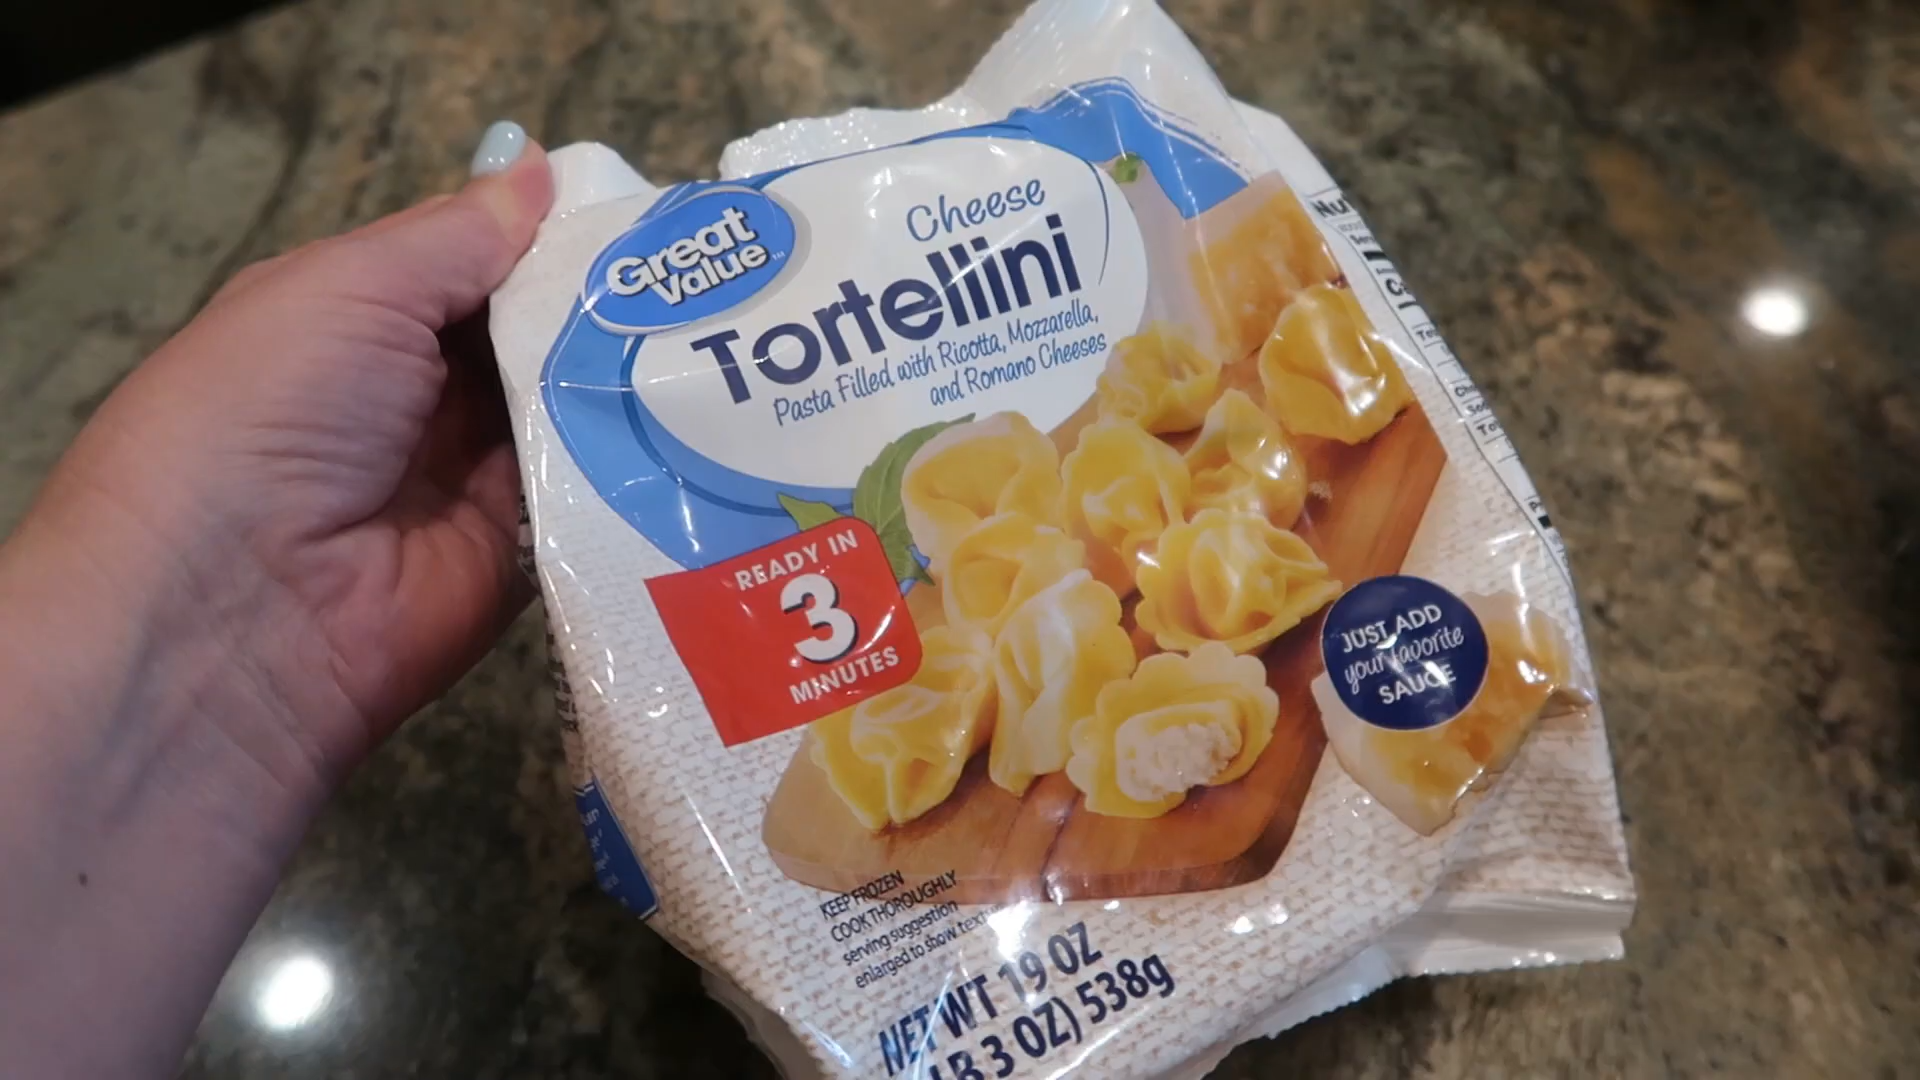 Great
Value
Cheese
Tortellini
Pasta Filled with Ricotta, Mozzarella,
and Romano Cheeses
READY IN
3
MINUTES
JUST ADD
your favorite
SAUCE
KEEP FROZEN
COOK THOROUGHLY
serving suggestion
enlarged to show
NET WT 19 OZ
LB 3 OZ) 538g